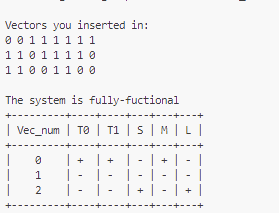 Vectors you inserted in:
0 0 1 1 1 1 1 1
1 1 0 1 1 1 1 0
1 1 0 0 1 1 0 0
The system is fully-fuctional
+---------+----+----+---+---+---+
| Vec_num | T0 | T1 | S | M | L |
+---------+----+----+---+---+---+
| 0 | + | + | - | + | - |
| 1 | - | - | - | - | - |
| 2 | - | - | + | - | + |
+---------+----+----+---+---+---+